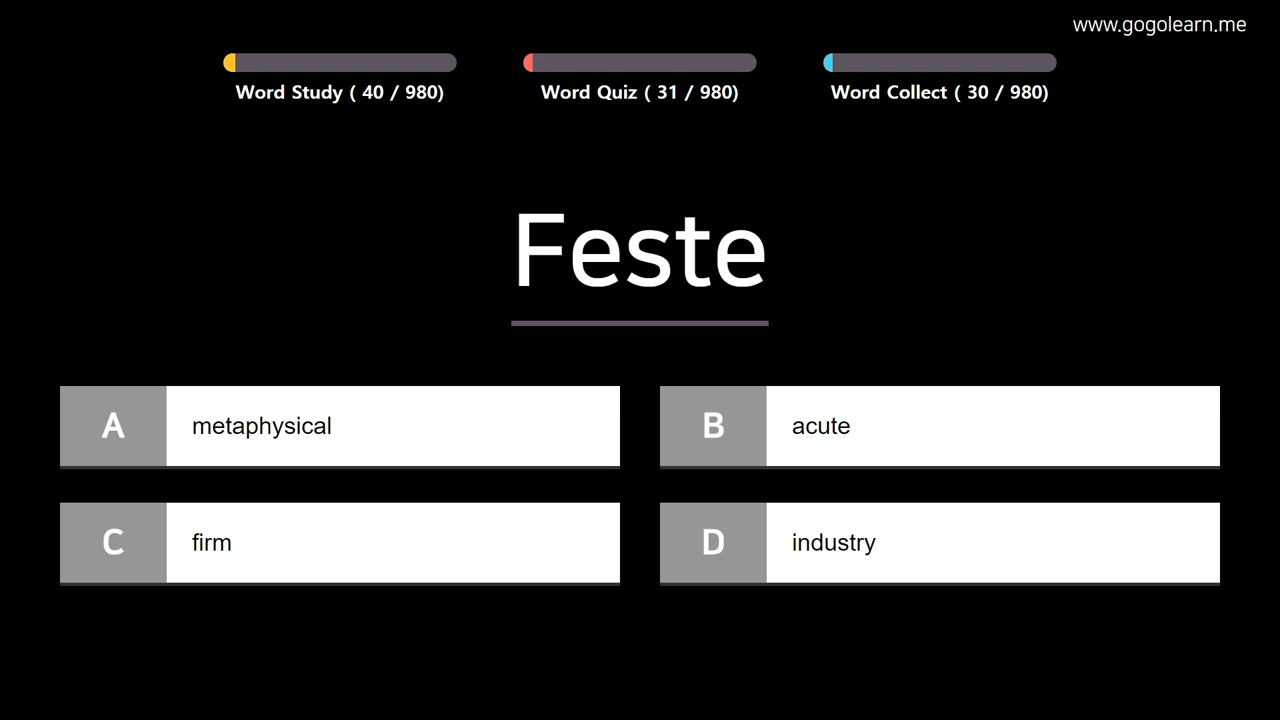 www.gogolearn.me
Word Study ( 40 / 980)
Word Quiz ( 31 / 980)
Word Collect ( 30 / 980)
Feste
A metaphysical
B acute
C firm
D industry